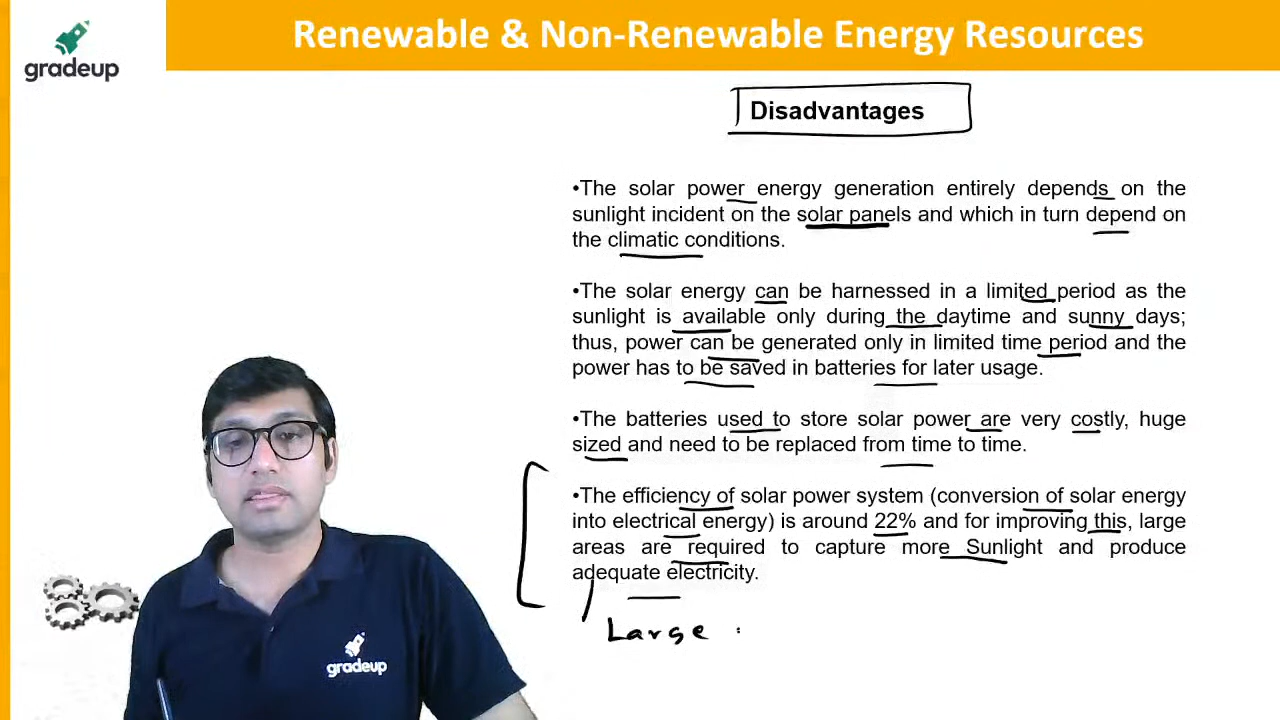 gradeup
Renewable & Non-Renewable Energy Resources
Disadvantages
•The solar power energy generation entirely depends on the
sunlight incident on the solar panels and which in turn depend on
the climatic conditions.
•The solar energy can be harnessed in a limited period as the
sunlight is available only during the daytime and sunny days;
thus, power can be generated only in limited time period and the
power has to be saved in batteries for later usage.
•The batteries used to store solar power are very costly, huge
sized and need to be replaced from time to time.
•The efficiency of solar power system (conversion of solar energy
into electrical energy) is around 22% and for improving this, large
areas are required to capture more Sunlight and produce
adequate electricity.
Large
gradeup